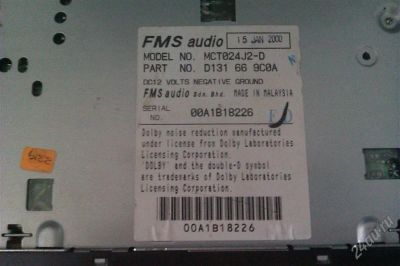 FMS audio 15 JAN 2000
MODEL NO. MCT024J2-D
PART NO. D131 66 9C0A
DC12 VOLTS NEGATIVE GROUND
FMS audio Sdn. Bhd. MADE IN MALAYSIA
SERIAL NO. 00A1B18226
Dolby noise reduction manufactured
under license from Dolby Laboratories
Licensing Corporation.
"DOLBY" and the double-D symbol
are trademarks of Dolby Laboratories
Licensing Corporation.
00A1B18226
24au.ru